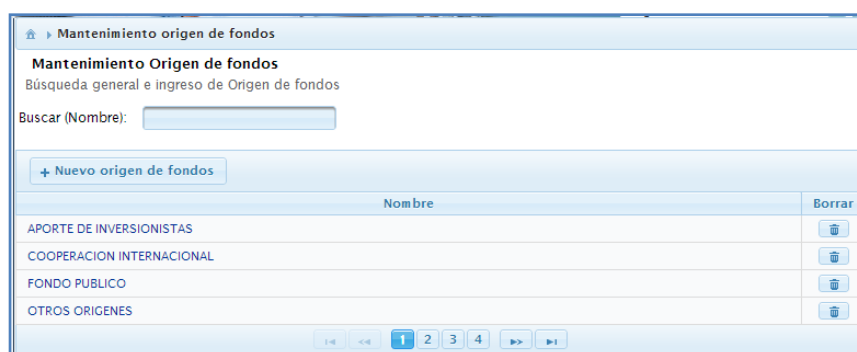 Mantenimiento origen de fondos
Mantenimiento Origen de fondos
Búsqueda general e ingreso de Origen de fondos
Buscar (Nombre):
+ Nuevo origen de fondos
Nombre Borrar
APORTE DE INVERSIONISTAS
COOPERACION INTERNACIONAL
FONDO PUBLICO
OTROS ORIGENES
1 2 3 4